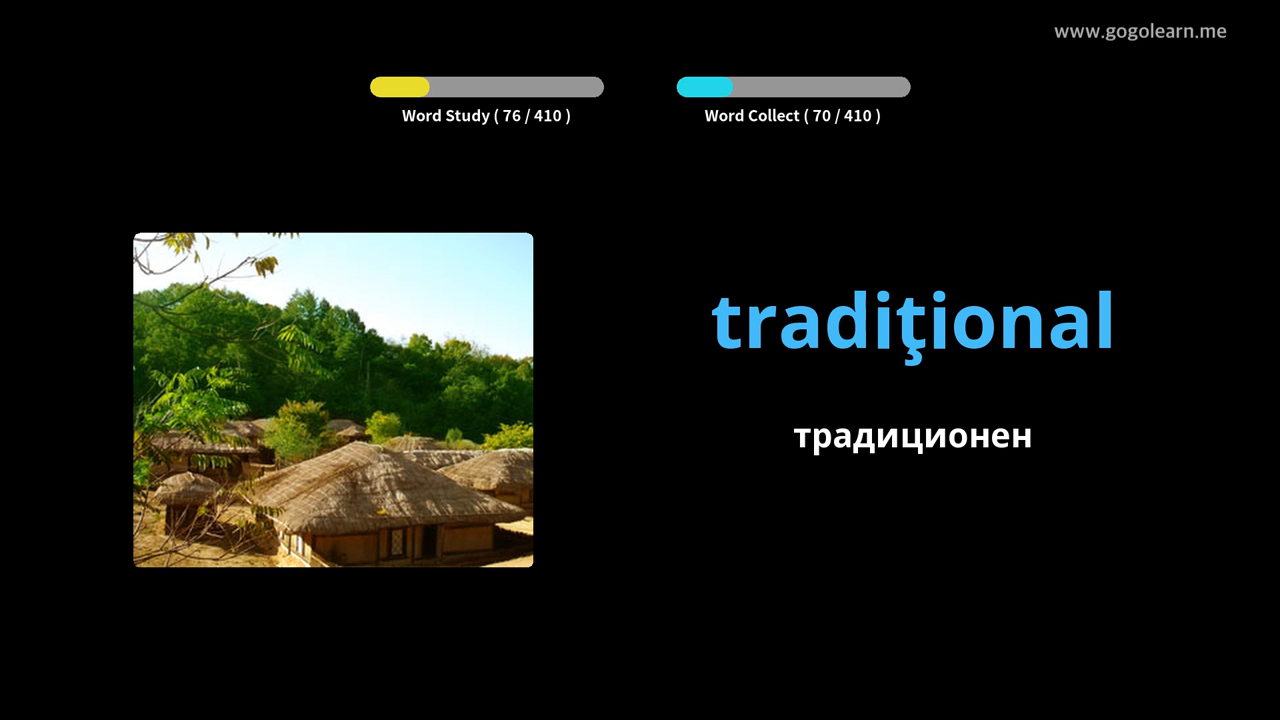 www.gogolearn.me
Word Study ( 76 / 410 )
Word Collect ( 70 / 410 )
tradiţional
традиционен